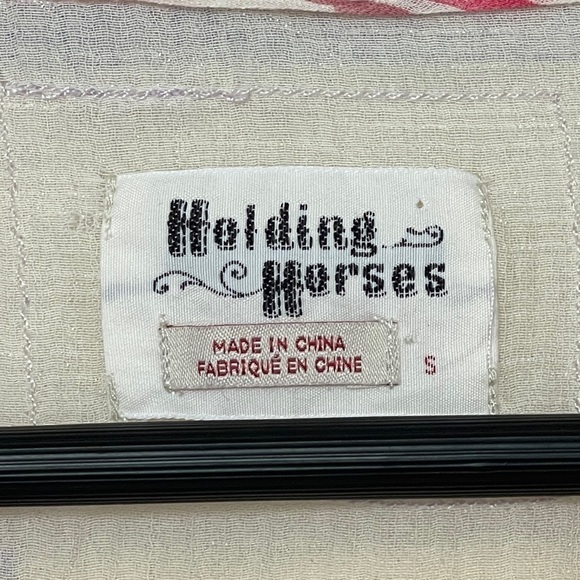 Holding
Horses
MADE IN CHINA
FABRIQUÉ EN CHINE
S